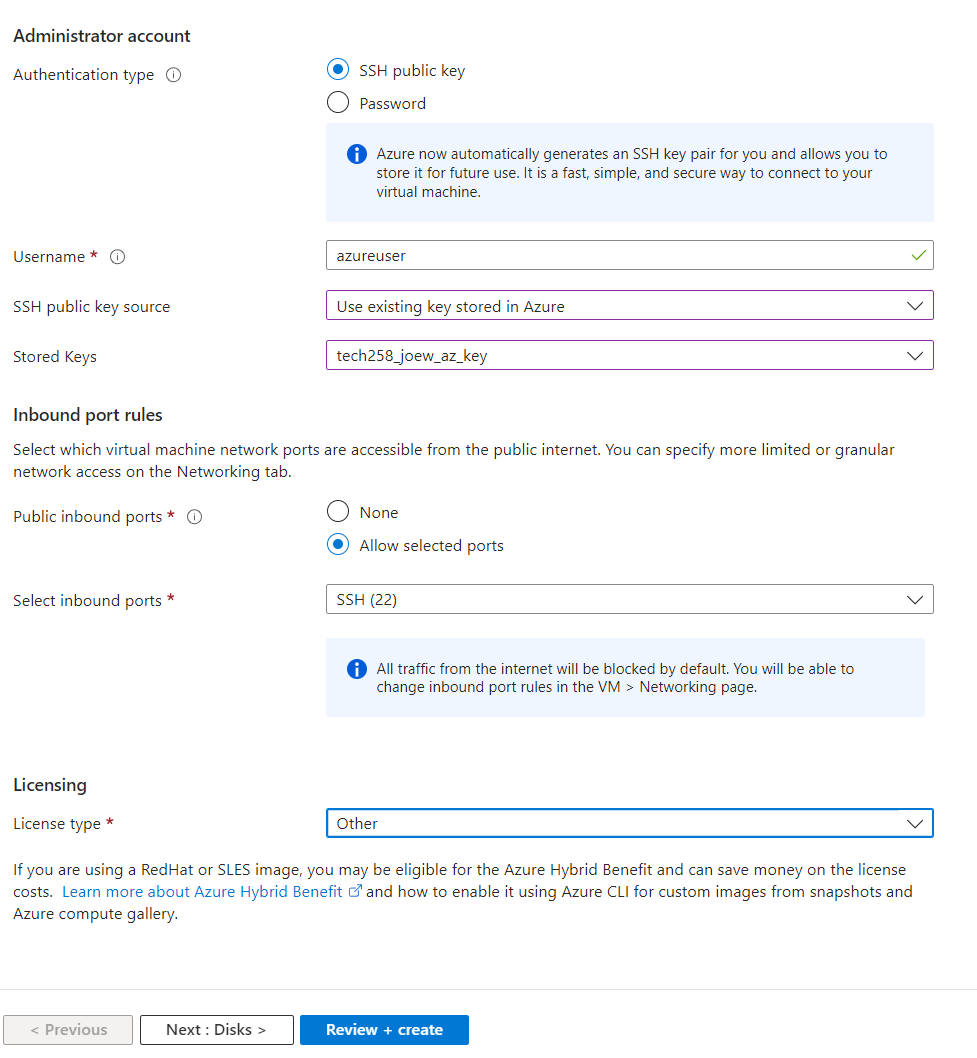 Administrator account
Authentication type
SSH public key
Password
Azure now automatically generates an SSH key pair for you and allows you to
store it for future use. It is a fast, simple, and secure way to connect to your
virtual machine.
Username *
azureuser
SSH public key source
Use existing key stored in Azure
Stored Keys
tech258_joew_az_key
Inbound port rules
Select which virtual machine network ports are accessible from the public internet. You can specify more limited or granular
network access on the Networking tab.
Public inbound ports *
None
Allow selected ports
Select inbound ports *
SSH (22)
All traffic from the internet will be blocked by default. You will be able to
change inbound port rules in the VM > Networking page.
Licensing
License type *
Other
If you are using a RedHat or SLES image, you may be eligible for the Azure Hybrid Benefit and can save money on the license
costs. Learn more about Azure Hybrid Benefit and how to enable it using Azure CLI for custom images from snapshots and
Azure compute gallery.
< Previous
Next : Disks >
Review + create